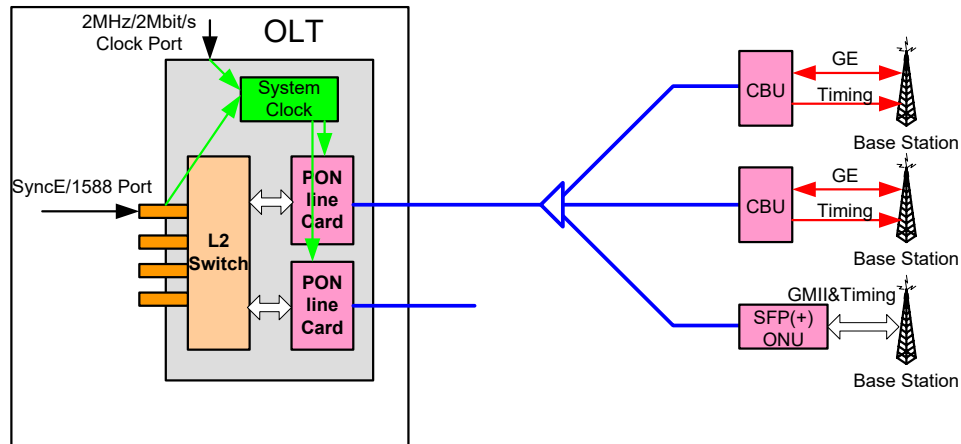 2MHz/2Mbit/s
Clock Port
OLT
System
Clock
SyncE/1588 Port
L2
Switch
PON
line
Card
PON
line
Card
CBU
GE
Timing
Base Station
CBU
GE
Timing
Base Station
GMII&Timing
SFP(+)
ONU
Base Station